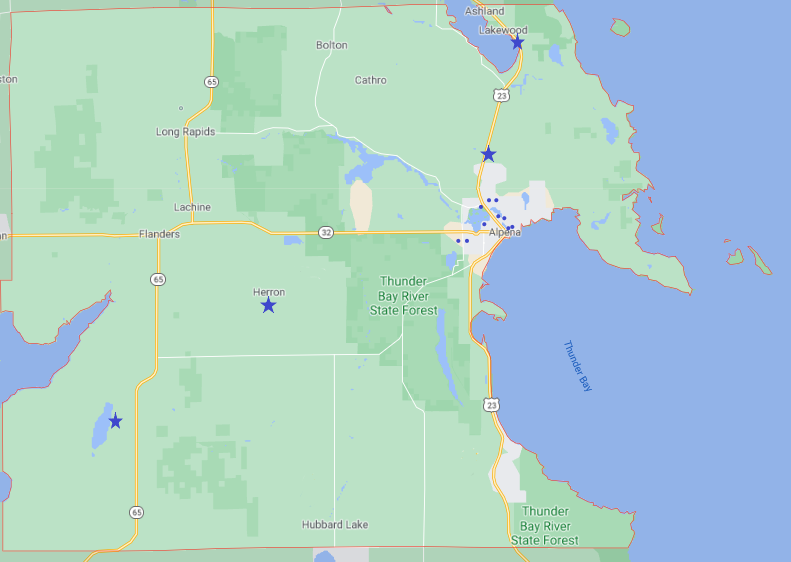 Ashland
Lakewood
Bolton
Cathro
ston
65
23
Long Rapids
Lachine
Flanders
32
Alpena
65
Herron
Thunder
Bay River
State Forest
Thunder Bay
23
65
Hubbard Lake
Thunder
Bay River
State Forest